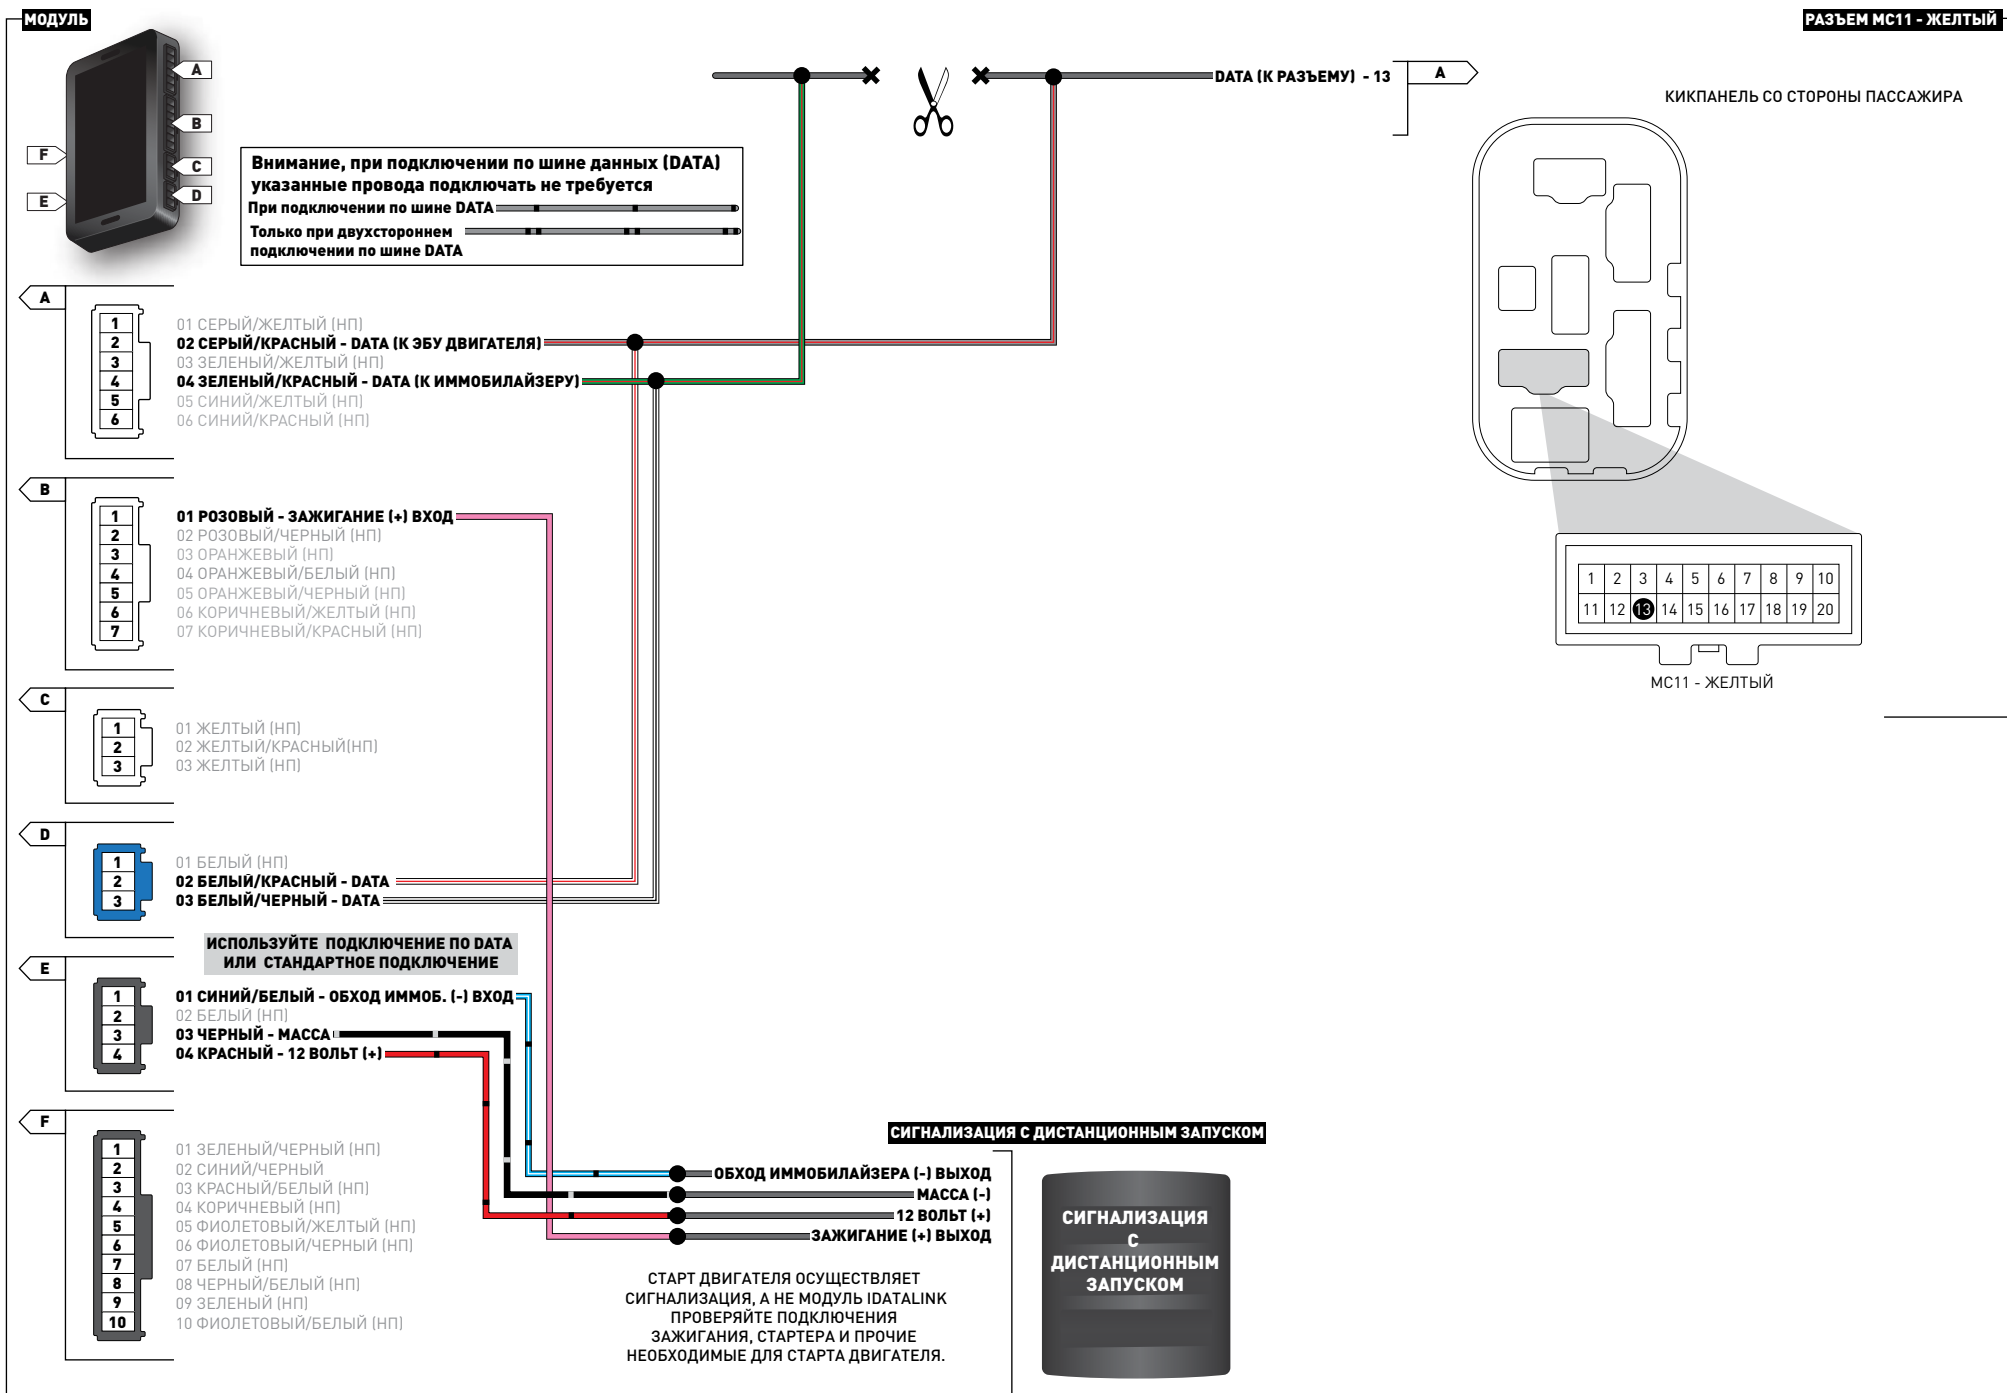 МОДУЛЬ
РАЗЪЕМ MC11 - ЖЕЛТЫЙ
A
B
C
D
F
E
DATA (К РАЗЪЕМУ) - 13
A
КИКПАНЕЛЬ СО СТОРОНЫ ПАССАЖИРА
Внимание, при подключении по шине данных (DATA)
указанные провода подключать не требуется
При подключении по шине DATA
Только при двухстороннем
подключении по шине DATA
A
1 01 СЕРЫЙ/ЖЕЛТЫЙ (НП)
2 02 СЕРЫЙ/КРАСНЫЙ - DATA (К ЭБУ ДВИГАТЕЛЯ)
3 03 ЗЕЛЕНЫЙ/ЖЕЛТЫЙ (НП)
4 04 ЗЕЛЕНЫЙ/КРАСНЫЙ - DATA (К ИММОБИЛАЙЗЕРУ)
5 05 СИНИЙ/ЖЕЛТЫЙ (НП)
6 06 СИНИЙ/КРАСНЫЙ (НП)
B
1 01 РОЗОВЫЙ - ЗАЖИГАНИЕ (+) ВХОД
2 02 РОЗОВЫЙ/ЧЕРНЫЙ (НП)
3 03 ОРАНЖЕВЫЙ (НП)
4 04 ОРАНЖЕВЫЙ/БЕЛЫЙ (НП)
5 05 ОРАНЖЕВЫЙ/ЧЕРНЫЙ (НП)
6 06 КОРИЧНЕВЫЙ/ЖЕЛТЫЙ (НП)
7 07 КОРИЧНЕВЫЙ/КРАСНЫЙ (НП)
1 2 3 4 5 6 7 8 9 10
11 12 13 14 15 16 17 18 19 20
MC11 - ЖЕЛТЫЙ
C
1 01 ЖЕЛТЫЙ (НП)
2 02 ЖЕЛТЫЙ/КРАСНЫЙ(НП)
3 03 ЖЕЛТЫЙ (НП)
D
1 01 БЕЛЫЙ (НП)
2 02 БЕЛЫЙ/КРАСНЫЙ - DATA
3 03 БЕЛЫЙ/ЧЕРНЫЙ - DATA
ИСПОЛЬЗУЙТЕ ПОДКЛЮЧЕНИЕ ПО DATA
ИЛИ СТАНДАРТНОЕ ПОДКЛЮЧЕНИЕ
E
1 01 СИНИЙ/БЕЛЫЙ - ОБХОД ИММОБ. (-) ВХОД
2 02 БЕЛЫЙ (НП)
3 03 ЧЕРНЫЙ - МАССА
4 04 КРАСНЫЙ - 12 ВОЛЬТ (+)
F
1 01 ЗЕЛЕНЫЙ/ЧЕРНЫЙ (НП)
2 02 СИНИЙ/ЧЕРНЫЙ
3 03 КРАСНЫЙ/БЕЛЫЙ (НП)
4 04 КОРИЧНЕВЫЙ (НП)
5 05 ФИОЛЕТОВЫЙ/ЖЕЛТЫЙ (НП)
6 06 ФИОЛЕТОВЫЙ/ЧЕРНЫЙ (НП)
7 07 БЕЛЫЙ (НП)
8 08 ЧЕРНЫЙ/БЕЛЫЙ (НП)
9 09 ЗЕЛЕНЫЙ (НП)
10 10 ФИОЛЕТОВЫЙ/БЕЛЫЙ (НП)
СИГНАЛИЗАЦИЯ С ДИСТАНЦИОННЫМ ЗАПУСКОМ
ОБХОД ИММОБИЛАЙЗЕРА (-) ВЫХОД
МАССА (-)
12 ВОЛЬТ (+)
ЗАЖИГАНИЕ (+) ВЫХОД
СИГНАЛИЗАЦИЯ
С
ДИСТАНЦИОННЫМ
ЗАПУСКОМ
СТАРТ ДВИГАТЕЛЯ ОСУЩЕСТВЛЯЕТ
СИГНАЛИЗАЦИЯ, А НЕ МОДУЛЬ IDATALINK
ПРОВЕРЯЙТЕ ПОДКЛЮЧЕНИЯ
ЗАЖИГАНИЯ, СТАРТЕРА И ПРОЧИЕ
НЕОБХОДИМЫЕ ДЛЯ СТАРТА ДВИГАТЕЛЯ.